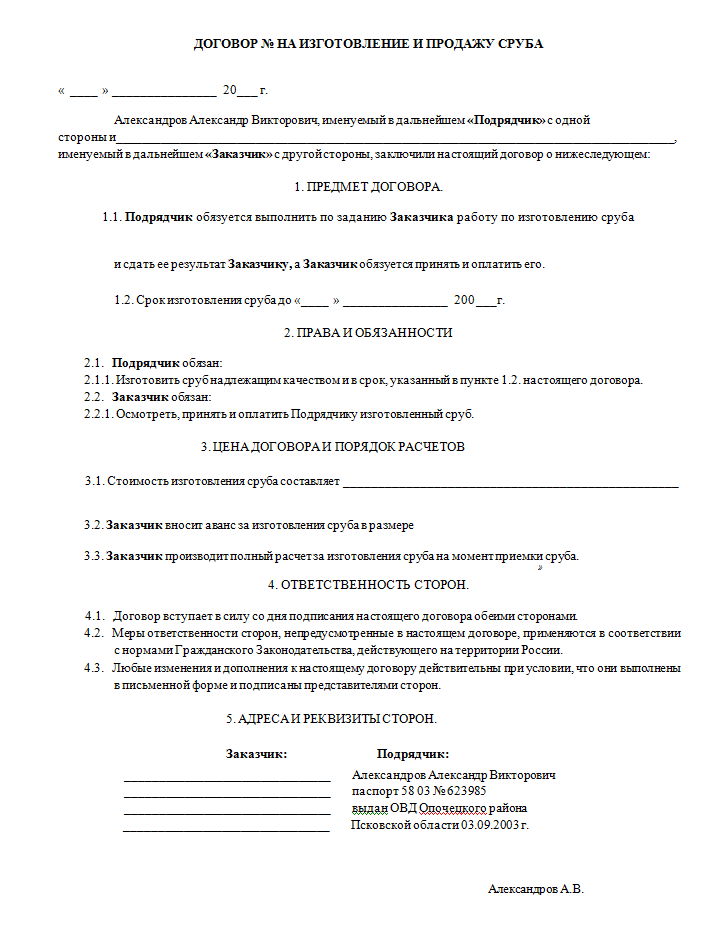 ДОГОВОР № НА ИЗГОТОВЛЕНИЕ И ПРОДАЖУ СРУБА
« ____ » _______________ 20___ г.
Александров Александр Викторович, именуемый в дальнейшем «Подрядчик» с одной
стороны и________________________________________________________________________________,
именуемый в дальнейшем «Заказчик» с другой стороны, заключили настоящий договор о нижеследующем:
1. ПРЕДМЕТ ДОГОВОРА.
1.1. Подрядчик обязуется выполнить по заданию Заказчика работу по изготовлению сруба
и сдать ее результат Заказчику, а Заказчик обязуется принять и оплатить его.
1.2. Срок изготовления сруба до «____ » _______________ 200___г.
2. ПРАВА И ОБЯЗАННОСТИ
2.1. Подрядчик обязан:
2.1.1. Изготовить сруб надлежащим качеством и в срок, указанный в пункте 1.2. настоящего договора.
2.2. Заказчик обязан:
2.2.1. Осмотреть, принять и оплатить Подрядчику изготовленный сруб.
3. ЦЕНА ДОГОВОРА И ПОРЯДОК РАСЧЕТОВ
3.1. Стоимость изготовления сруба составляет ________________________________________________
3.2. Заказчик вносит аванс за изготовления сруба в размере
3.3. Заказчик производит полный расчет за изготовления сруба на момент приемки сруба.
»
4. ОТВЕТСТВЕННОСТЬ СТОРОН.
4.1. Договор вступает в силу со дня подписания настоящего договора обеими сторонами.
4.2. Меры ответственности сторон, непредусмотренные в настоящем договоре, применяются в соответствии
с нормами Гражданского Законодательства, действующего на территории России.
4.3. Любые изменения и дополнения к настоящему договору действительны при условии, что они выполнены
в письменной форме и подписаны представителями сторон.
5. АДРЕСА И РЕКВИЗИТЫ СТОРОН.
Заказчик: Подрядчик:
______________________________ Александров Александр Викторович
______________________________ паспорт 58 03 № 623985
______________________________ выдан ОВД Опочецкого района
______________________________ Псковской области 03.09.2003 г.
Александров А.В.